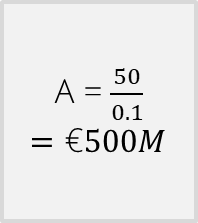 A = 50/0.1
= €500M